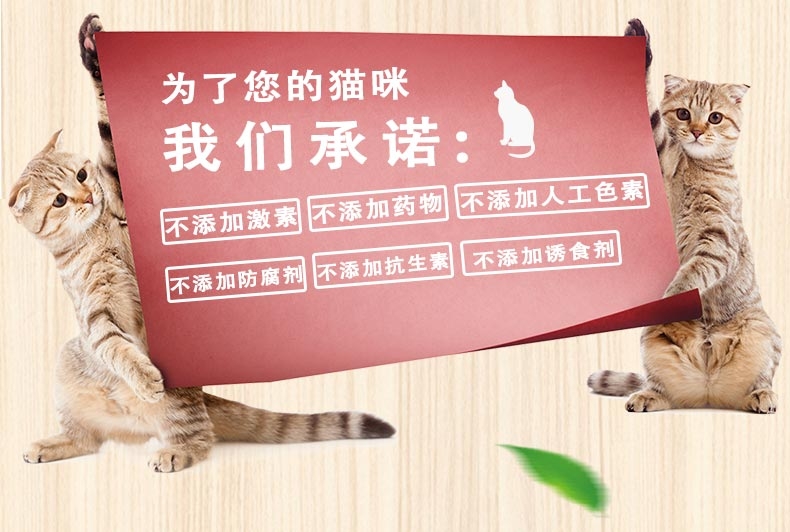 为了您的猫咪
我们承诺:
不添加激素 不添加药物 不添加人工色素
不添加防腐剂 不添加抗生素 不添加诱食剂